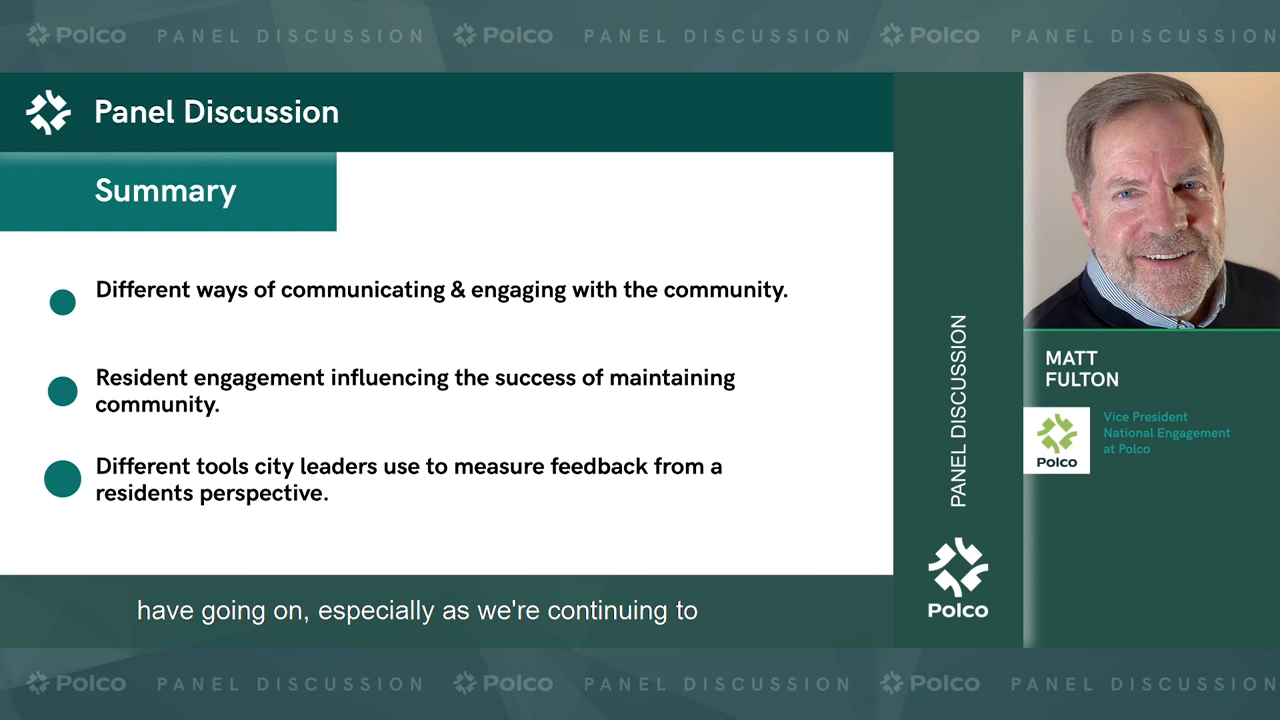 Polco PANEL DISCUSSION Polco PANEL DISCUSSION Polco PANEL DISCUSSION
Panel Discussion
Summary
Different ways of communicating & engaging with the community.
Resident engagement influencing the success of maintaining
community.
Different tools city leaders use to measure feedback from a
residents perspective.
have going on, especially as we're continuing to
PANEL DISCUSSION
Polco
MATT
FULTON
Polco
Vice President
National Engagement
at Polco
Polco PANEL DISCUSSION Polco PANEL DISCUSSION Polco PANEL DISCUSSION